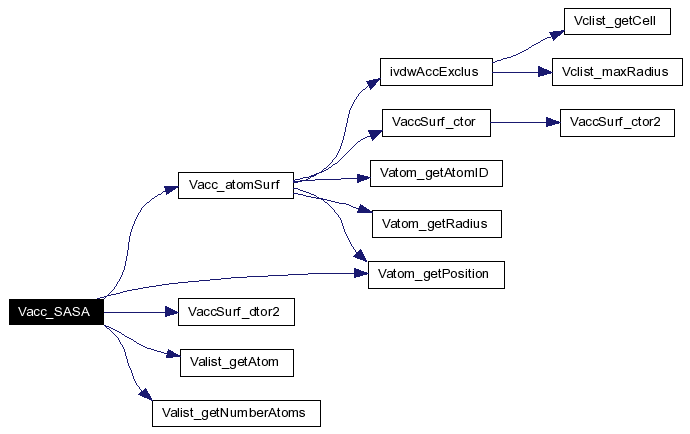 Vclist_getCell
ivdwAccExclus
Vclist_maxRadius
VaccSurf_ctor
VaccSurf_ctor2
Vacc_atomSurf
Vatom_getAtomID
Vatom_getRadius
Vatom_getPosition
Vacc_SASA
VaccSurf_dtor2
Valist_getAtom
Valist_getNumberAtoms